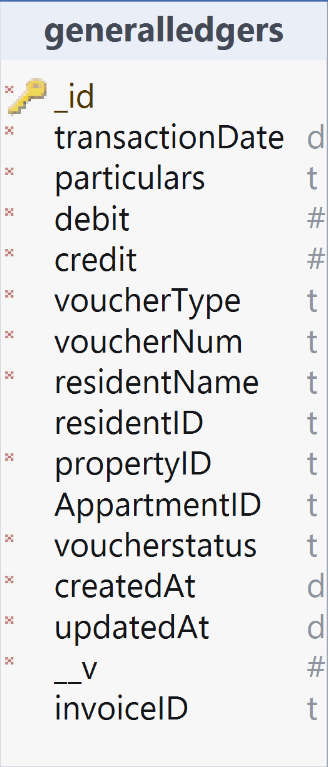 generalledgers
_id
transactionDate d
particulars t
debit #
credit #
voucherType t
voucherNum t
residentName t
residentID t
propertyID t
AppartmentID t
voucherstatus t
createdAt d
updatedAt d
__v #
invoiceID t